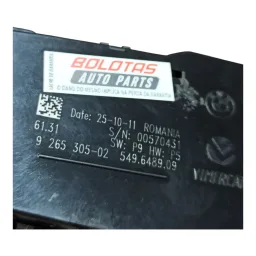 BOLOTAS
AUTO PARTS
Date: 25-10-11 ROMANIA
61.31 S/N: 00570431
SW: P9 HW: P5
9 265 305-02 549.6489.09